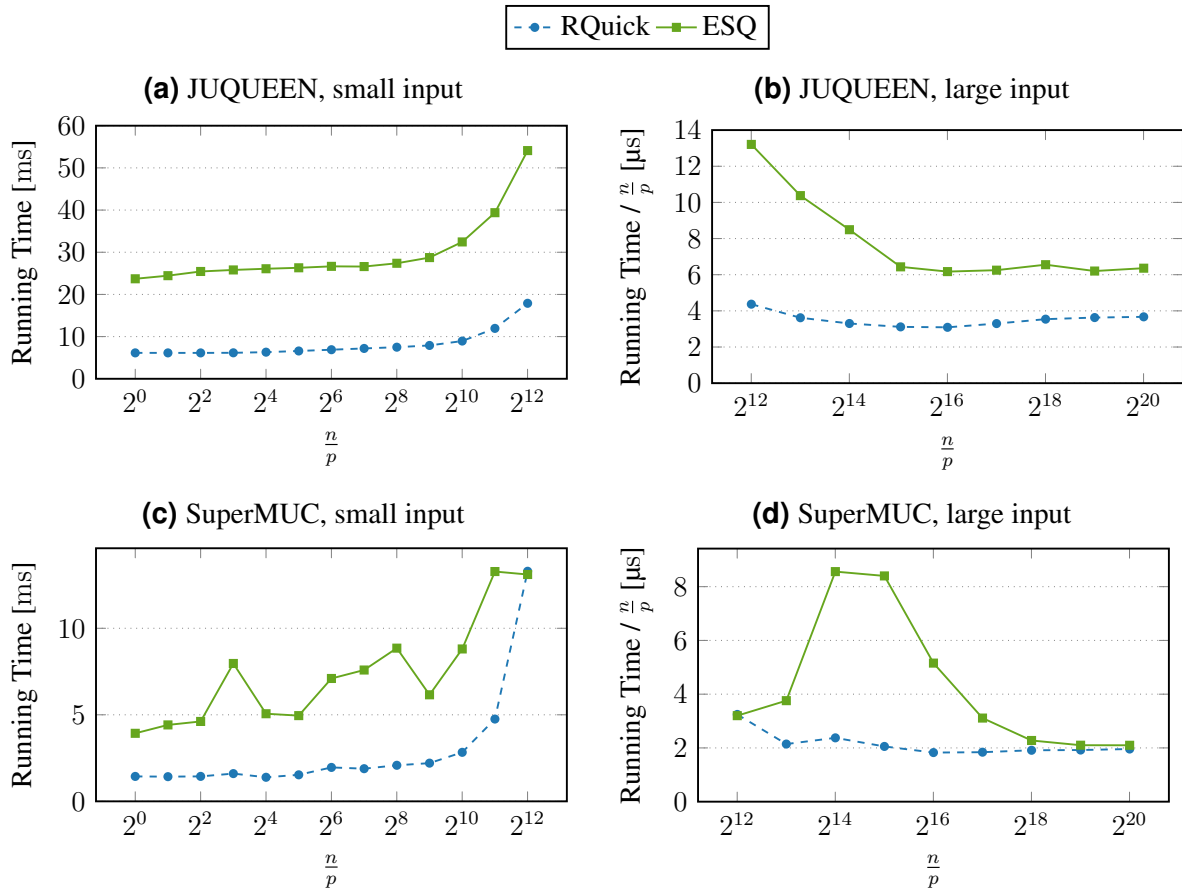 RQuick ESQ
(a) JUQUEEN, small input
Running Time [ms]
60
50
40
30
20
10
0
2^0 2^2 2^4 2^6 2^8 2^10 2^12
n/p
(b) JUQUEEN, large input
Running Time / n/p [µs]
14
12
10
8
6
4
2
0
2^12 2^14 2^16 2^18 2^20
n/p
(c) SuperMUC, small input
Running Time [ms]
10
5
0
2^0 2^2 2^4 2^6 2^8 2^10 2^12
n/p
(d) SuperMUC, large input
Running Time / n/p [µs]
8
6
4
2
0
2^12 2^14 2^16 2^18 2^20
n/p